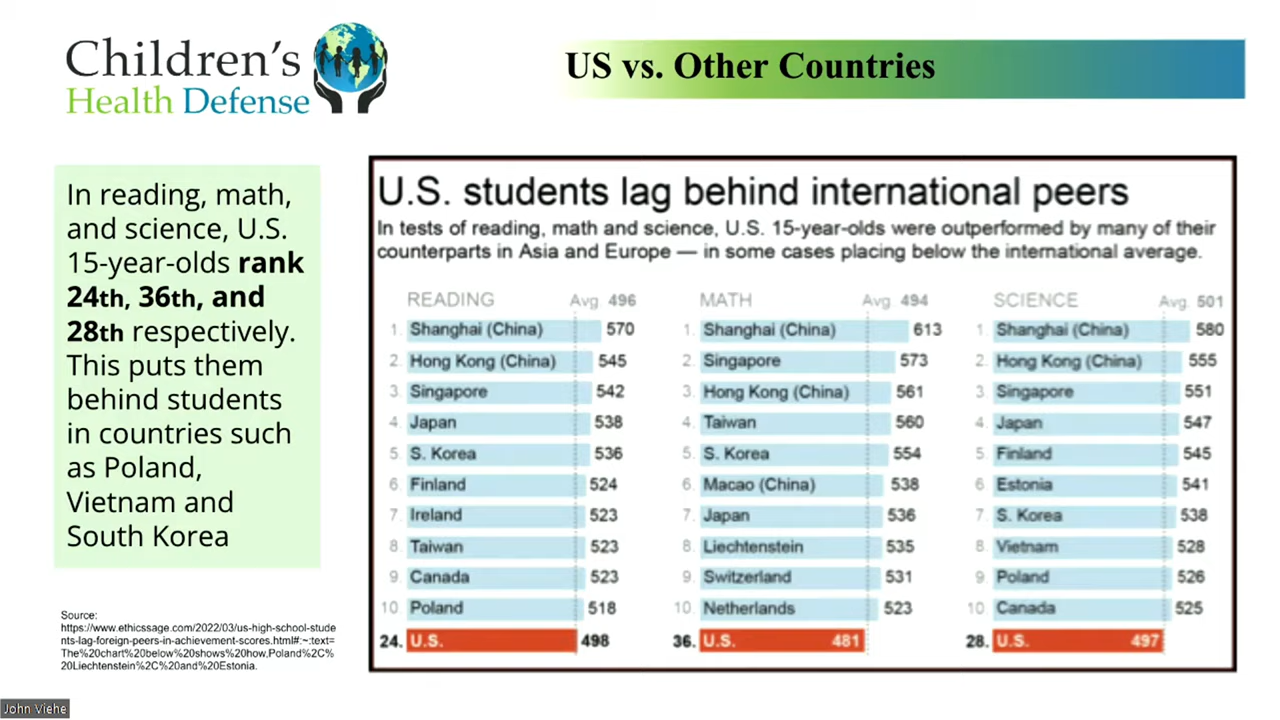 Children's
Health Defense
US vs. Other Countries
In reading, math,
and science, U.S.
15-year-olds rank
24th, 36th, and
28th respectively.
This puts them
behind students
in countries such
as Poland,
Vietnam and
South Korea
Source:
https://www.ethicssage.com/2022/03/us-high-school-stude
nts-lag-foreign-peers-in-achievement-scores.html#:~:text=
The%20chart%20below%20shows%20how,Poland%2C%
20Liechtenstein%2C%20and%20Estonia.
U.S. students lag behind international peers
In tests of reading, math and science, U.S. 15-year-olds were outperformed by many of their
counterparts in Asia and Europe — in some cases placing below the international average.
READING Avg. 496
1. Shanghai (China) 570
2. Hong Kong (China) 545
3. Singapore 542
4. Japan 538
5. S. Korea 536
6. Finland 524
7. Ireland 523
8. Taiwan 523
9. Canada 523
10. Poland 518
24. U.S. 498
MATH Avg. 494
1. Shanghai (China) 613
2. Singapore 573
3. Hong Kong (China) 561
4. Taiwan 560
5. S. Korea 554
6. Macao (China) 538
7. Japan 536
8. Liechtenstein 535
9. Switzerland 531
10. Netherlands 523
36. U.S. 481
SCIENCE Avg. 501
1. Shanghai (China) 580
2. Hong Kong (China) 555
3. Singapore 551
4. Japan 547
5. Finland 545
6. Estonia 541
7. S. Korea 538
8. Vietnam 528
9. Poland 526
10. Canada 525
28. U.S. 497
John Viehe